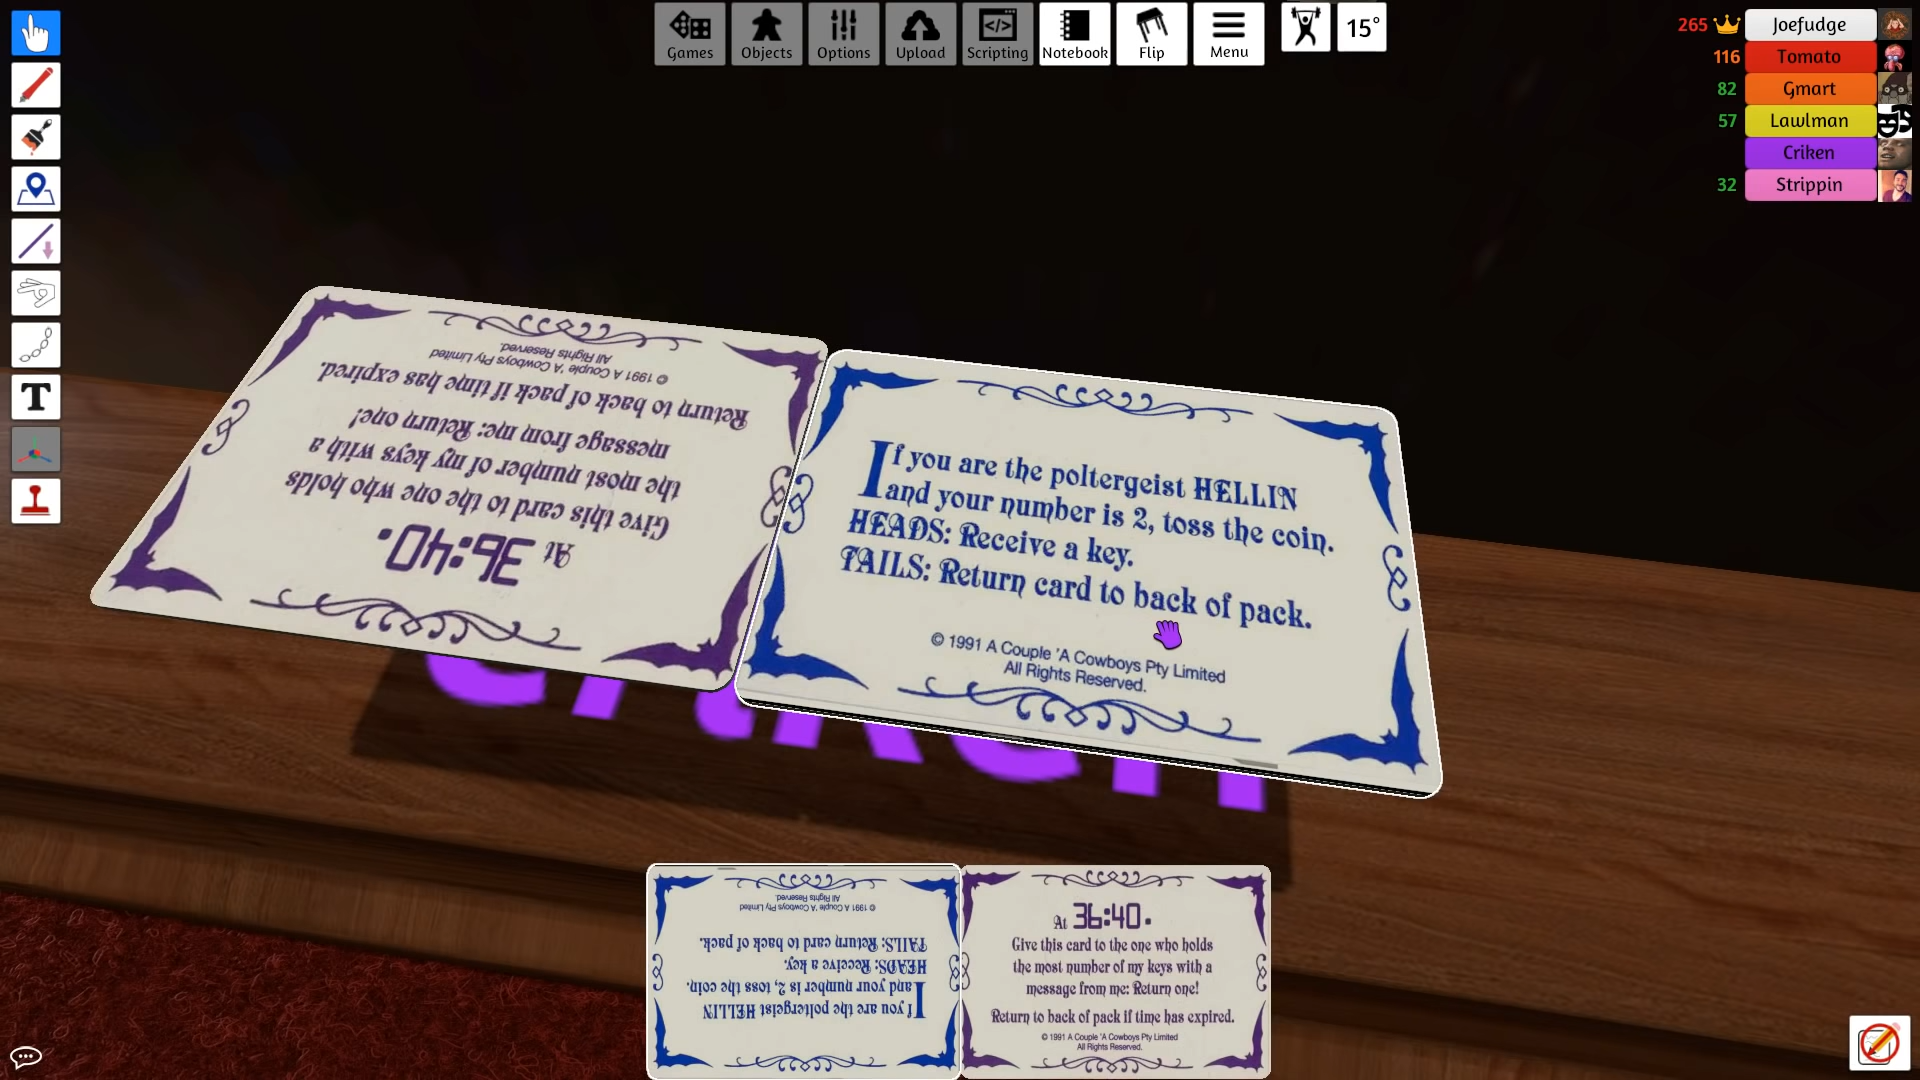 Games
Objects
Options
Upload
Scripting
Notebook
Flip
Menu
15°
265 Joefudge
116 Tomato
82 Gmart
57 Lawlman
Criken
32 Strippin
T
At 36:40.
Give this card to the one who holds
the most number of my keys with a
message from me: Return one!
Return to back of pack if time has expired.
© 1991 A Couple 'A Cowboys Pty Limited
All Rights Reserved.
If you are the poltergeist HELLIN
and your number is 2, toss the coin.
HEADS: Receive a key.
TAILS: Return card to back of pack.
© 1991 A Couple 'A Cowboys Pty Limited
All Rights Reserved.
Criken
If you are the poltergeist HELLIN
and your number is 2, toss the coin.
HEADS: Receive a key.
TAILS: Return card to back of pack.
© 1991 A Couple 'A Cowboys Pty Limited
All Rights Reserved.
At 36:40.
Give this card to the one who holds
the most number of my keys with a
message from me: Return one!
Return to back of pack if time has expired.
© 1991 A Couple 'A Cowboys Pty Limited
All Rights Reserved.